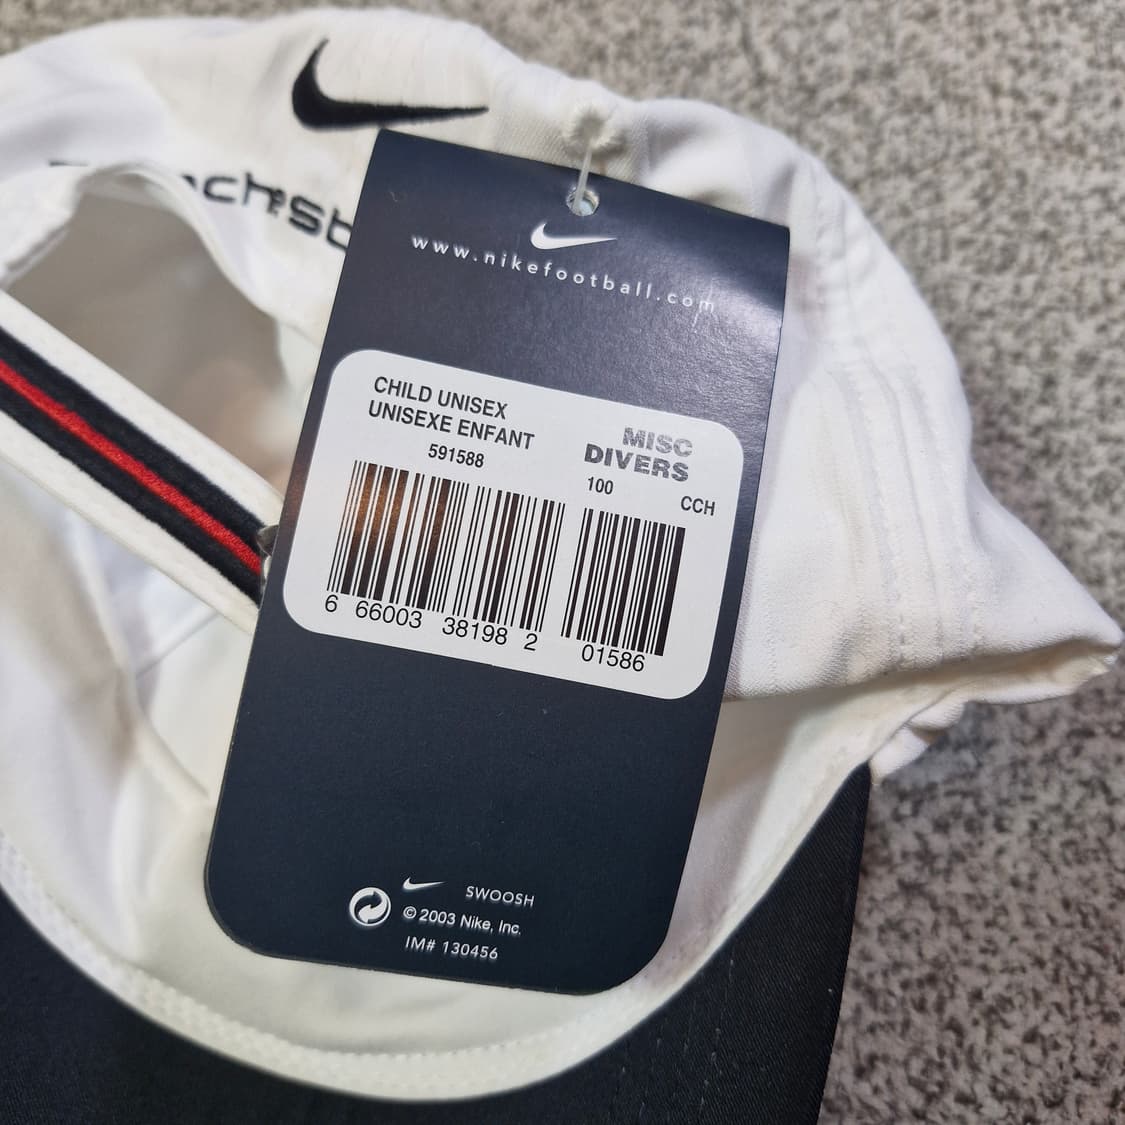 www.nikefootball.com
CHILD UNISEX
UNISEXE ENFANT
591588
MISC
DIVERS
100 CCH
6 66003 38198 2 01586
SWOOSH
© 2003 Nike, Inc.
IM# 130456